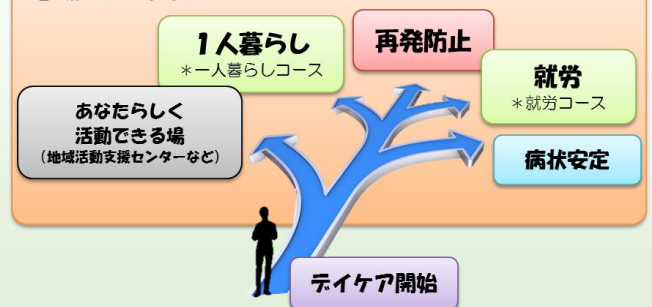 1人暮らし
＊一人暮らしコース
再発防止
就労
＊就労コース
あなたらしく
活動できる場
（地域活動支援センターなど）
病状安定
デイケア開始